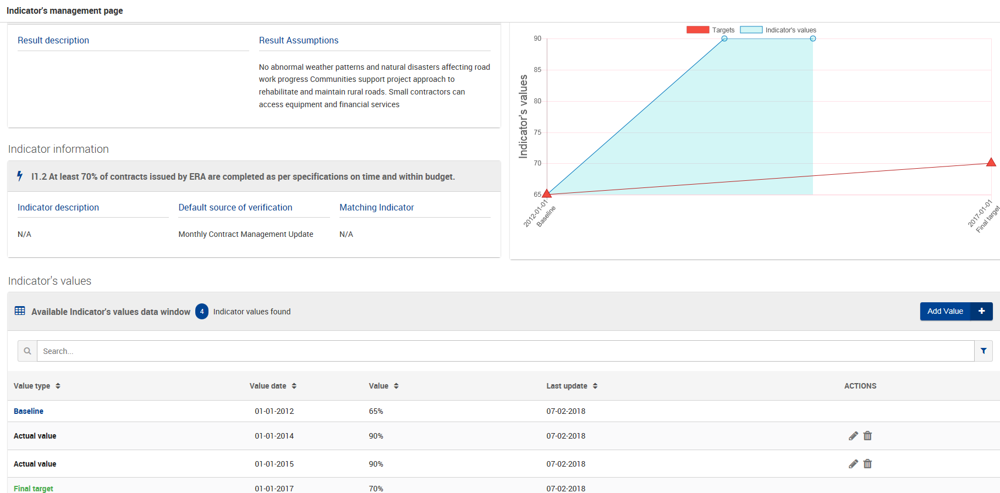 Indicator's management page
Result description
Result Assumptions
No abnormal weather patterns and natural disasters affecting road
work progress Communities support project approach to
rehabilitate and maintain rural roads. Small contractors can
access equipment and financial services
Targets
Indicator's values
90
85
80
75
70
65
Indicator's values
2012-01-01
Baseline
2017-01-01
Final target
Indicator information
I1.2 At least 70% of contracts issued by ERA are completed as per specifications on time and within budget.
Indicator description
Default source of verification
Matching Indicator
N/A
Monthly Contract Management Update
N/A
Indicator's values
Available Indicator's values data window 4 Indicator values found
Add Value +
Search...
Value type Value date Value Last update ACTIONS
Baseline 01-01-2012 65% 07-02-2018
Actual value 01-01-2014 90% 07-02-2018
Actual value 01-01-2015 90% 07-02-2018
Final target 01-01-2017 70% 07-02-2018